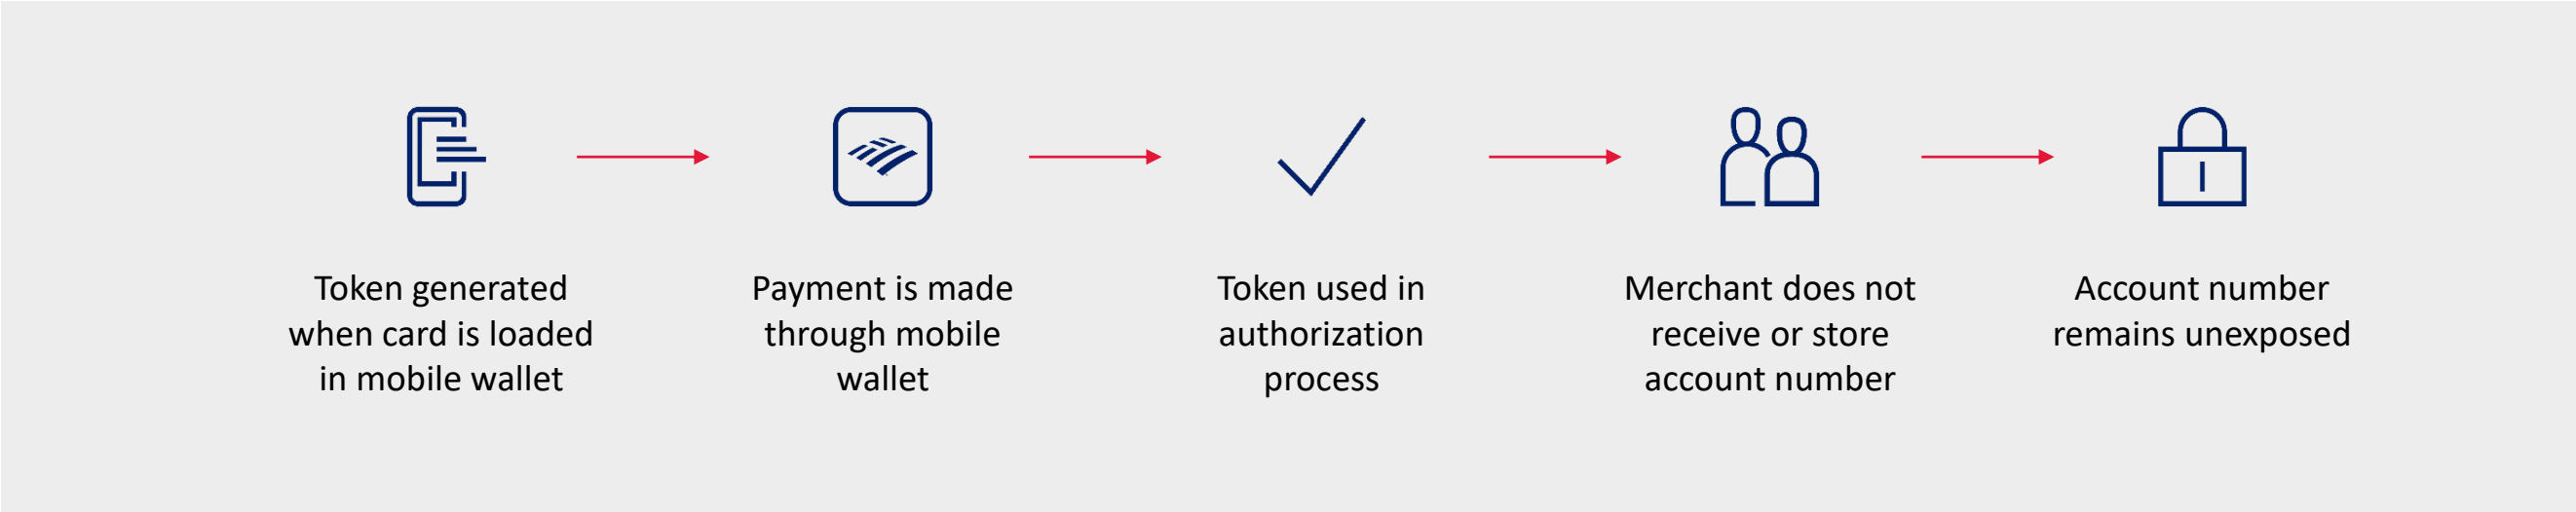 Token generated
when card is loaded
in mobile wallet
Payment is made
through mobile
wallet
Token used in
authorization
process
Merchant does not
receive or store
account number
Account number
remains unexposed